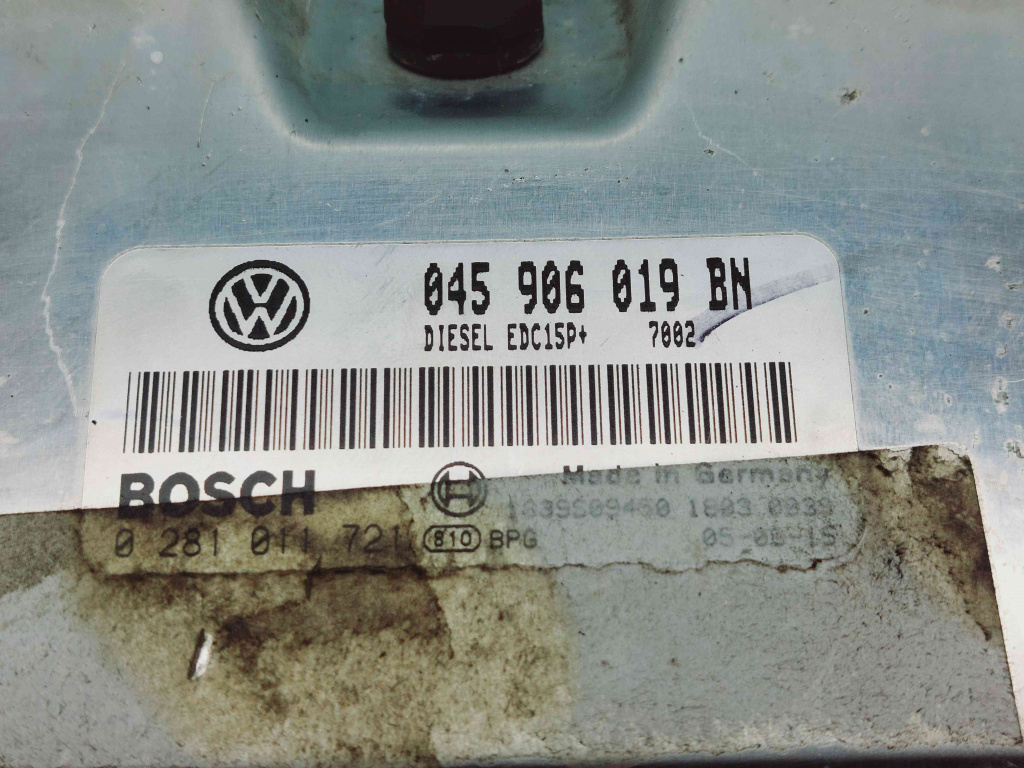 045 906 019 BN
DIESEL EDC15P+ 7002
BOSCH
Made in Germany
0 281 011 721
810 BPG